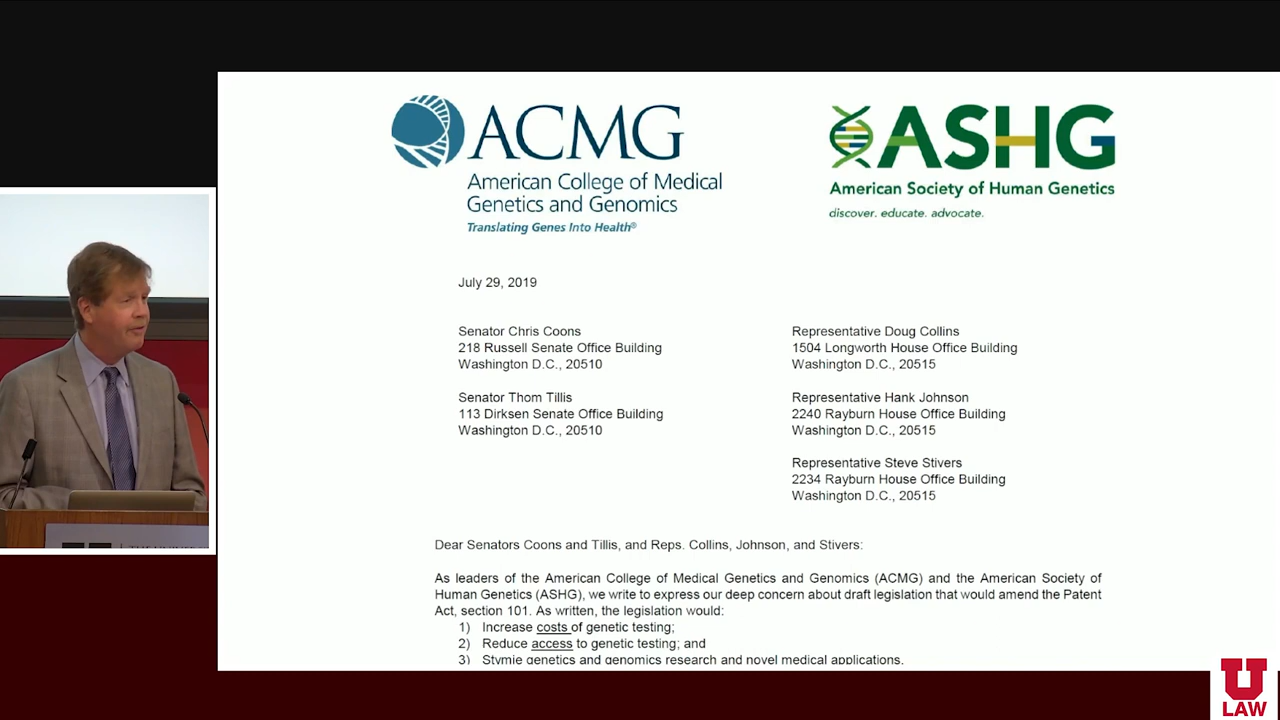 ACMG
American College of Medical
Genetics and Genomics
Translating Genes Into Health®
ASHG
American Society of Human Genetics
discover. educate. advocate.
July 29, 2019
Senator Chris Coons
218 Russell Senate Office Building
Washington D.C., 20510
Senator Thom Tillis
113 Dirksen Senate Office Building
Washington D.C., 20510
Representative Doug Collins
1504 Longworth House Office Building
Washington D.C., 20515
Representative Hank Johnson
2240 Rayburn House Office Building
Washington D.C., 20515
Representative Steve Stivers
2234 Rayburn House Office Building
Washington D.C., 20515
Dear Senators Coons and Tillis, and Reps. Collins, Johnson, and Stivers:
As leaders of the American College of Medical Genetics and Genomics (ACMG) and the American Society of
Human Genetics (ASHG), we write to express our deep concern about draft legislation that would amend the Patent
Act, section 101. As written, the legislation would:
1) Increase costs of genetic testing;
2) Reduce access to genetic testing; and
3) Stymie genetics and genomics research and novel medical applications.
U
LAW